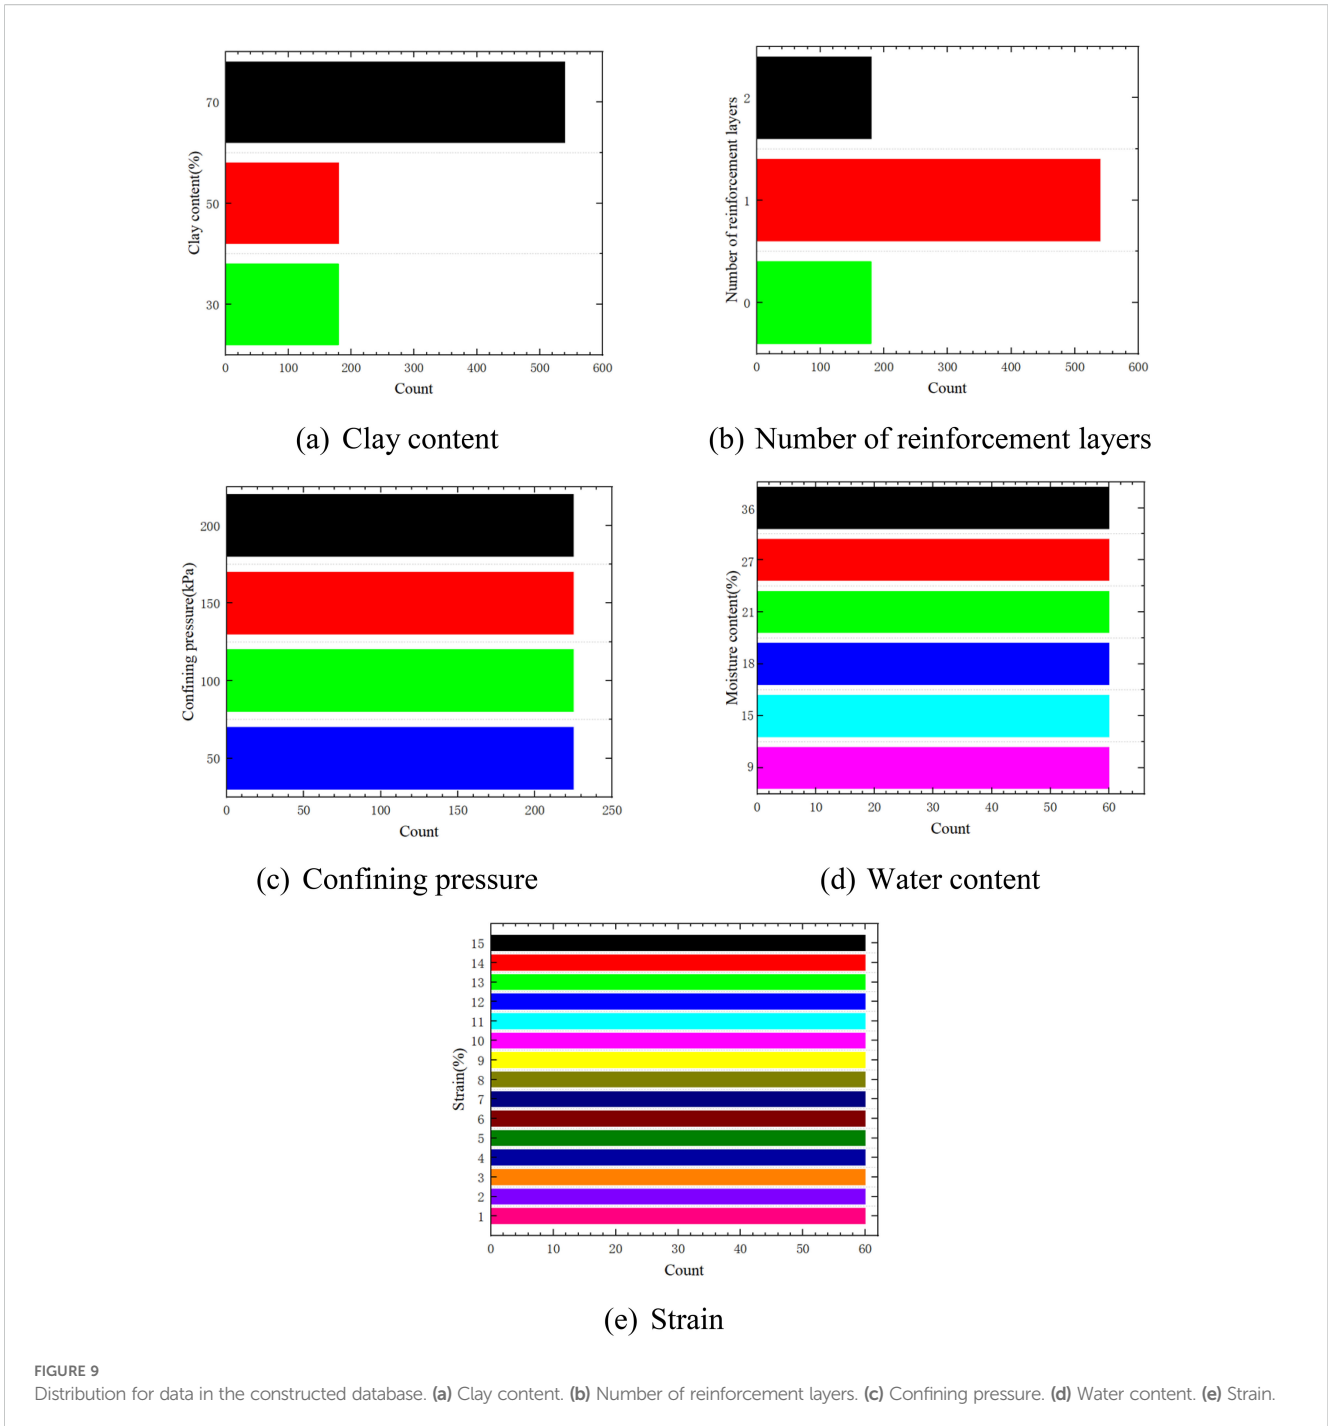 70
50
30
Clay content(%)
0 100 200 300 400 500 600
Count
(a) Clay content
2
1
0
Number of reinforcement layers
0 100 200 300 400 500 600
Count
(b) Number of reinforcement layers
200
150
100
50
Confining pressure(kPa)
0 50 100 150 200 250
Count
(c) Confining pressure
36
27
21
18
15
9
Moisture content(%)
0 10 20 30 40 50 60
Count
(d) Water content
15
14
13
12
11
10
9
8
7
6
5
4
3
2
1
Strain(%)
0 10 20 30 40 50 60
Count
(e) Strain
FIGURE 9
Distribution for data in the constructed database. (a) Clay content. (b) Number of reinforcement layers. (c) Confining pressure. (d) Water content. (e) Strain.